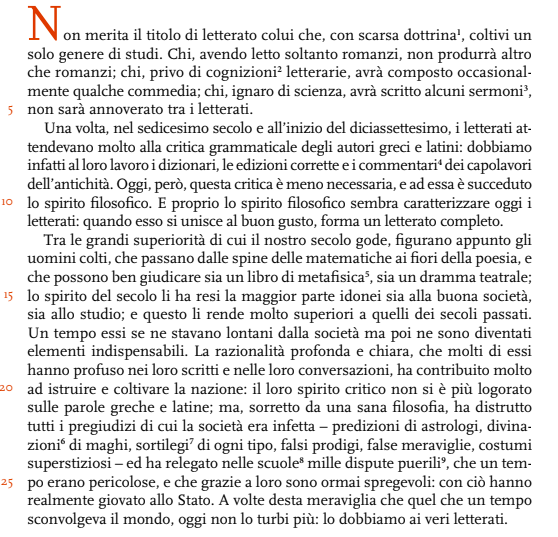 Non merita il titolo di letterato colui che, con scarsa dottrina¹, coltivi un
solo genere di studi. Chi, avendo letto soltanto romanzi, non produrrà altro
che romanzi; chi, privo di cognizioni² letterarie, avrà composto occasional-
mente qualche commedia; chi, ignaro di scienza, avrà scritto alcuni sermoni³,
5 non sarà annoverato tra i letterati.
Una volta, nel sedicesimo secolo e all'inizio del diciassettesimo, i letterati at-
tendevano molto alla critica grammaticale degli autori greci e latini: dobbiamo
infatti al loro lavoro i dizionari, le edizioni corrette e i commentari⁴ dei capolavori
dell'antichità. Oggi, però, questa critica è meno necessaria, e ad essa è succeduto
10 lo spirito filosofico. E proprio lo spirito filosofico sembra caratterizzare oggi i
letterati: quando esso si unisce al buon gusto, forma un letterato completo.
Tra le grandi superiorità di cui il nostro secolo gode, figurano appunto gli
uomini colti, che passano dalle spine delle matematiche ai fiori della poesia, e
che possono ben giudicare sia un libro di metafisica⁵, sia un dramma teatrale;
15 lo spirito del secolo li ha resi la maggior parte idonei sia alla buona società,
sia allo studio; e questo li rende molto superiori a quelli dei secoli passati.
Un tempo essi se ne stavano lontani dalla società ma poi ne sono diventati
elementi indispensabili. La razionalità profonda e chiara, che molti di essi
hanno profuso nei loro scritti e nelle loro conversazioni, ha contribuito molto
20 ad istruire e coltivare la nazione: il loro spirito critico non si è più logorato
sulle parole greche e latine; ma, sorretto da una sana filosofia, ha distrutto
tutti i pregiudizi di cui la società era infetta – predizioni di astrologi, divina-
zioni⁶ di maghi, sortilegi⁷ di ogni tipo, falsi prodigi, false meraviglie, costumi
superstiziosi – ed ha relegato nelle scuole⁸ mille dispute puerili⁹, che un tem-
25 po erano pericolose, e che grazie a loro sono ormai spregevoli: con ciò hanno
realmente giovato allo Stato. A volte desta meraviglia che quel che un tempo
sconvolgeva il mondo, oggi non lo turbi più: lo dobbiamo ai veri letterati.